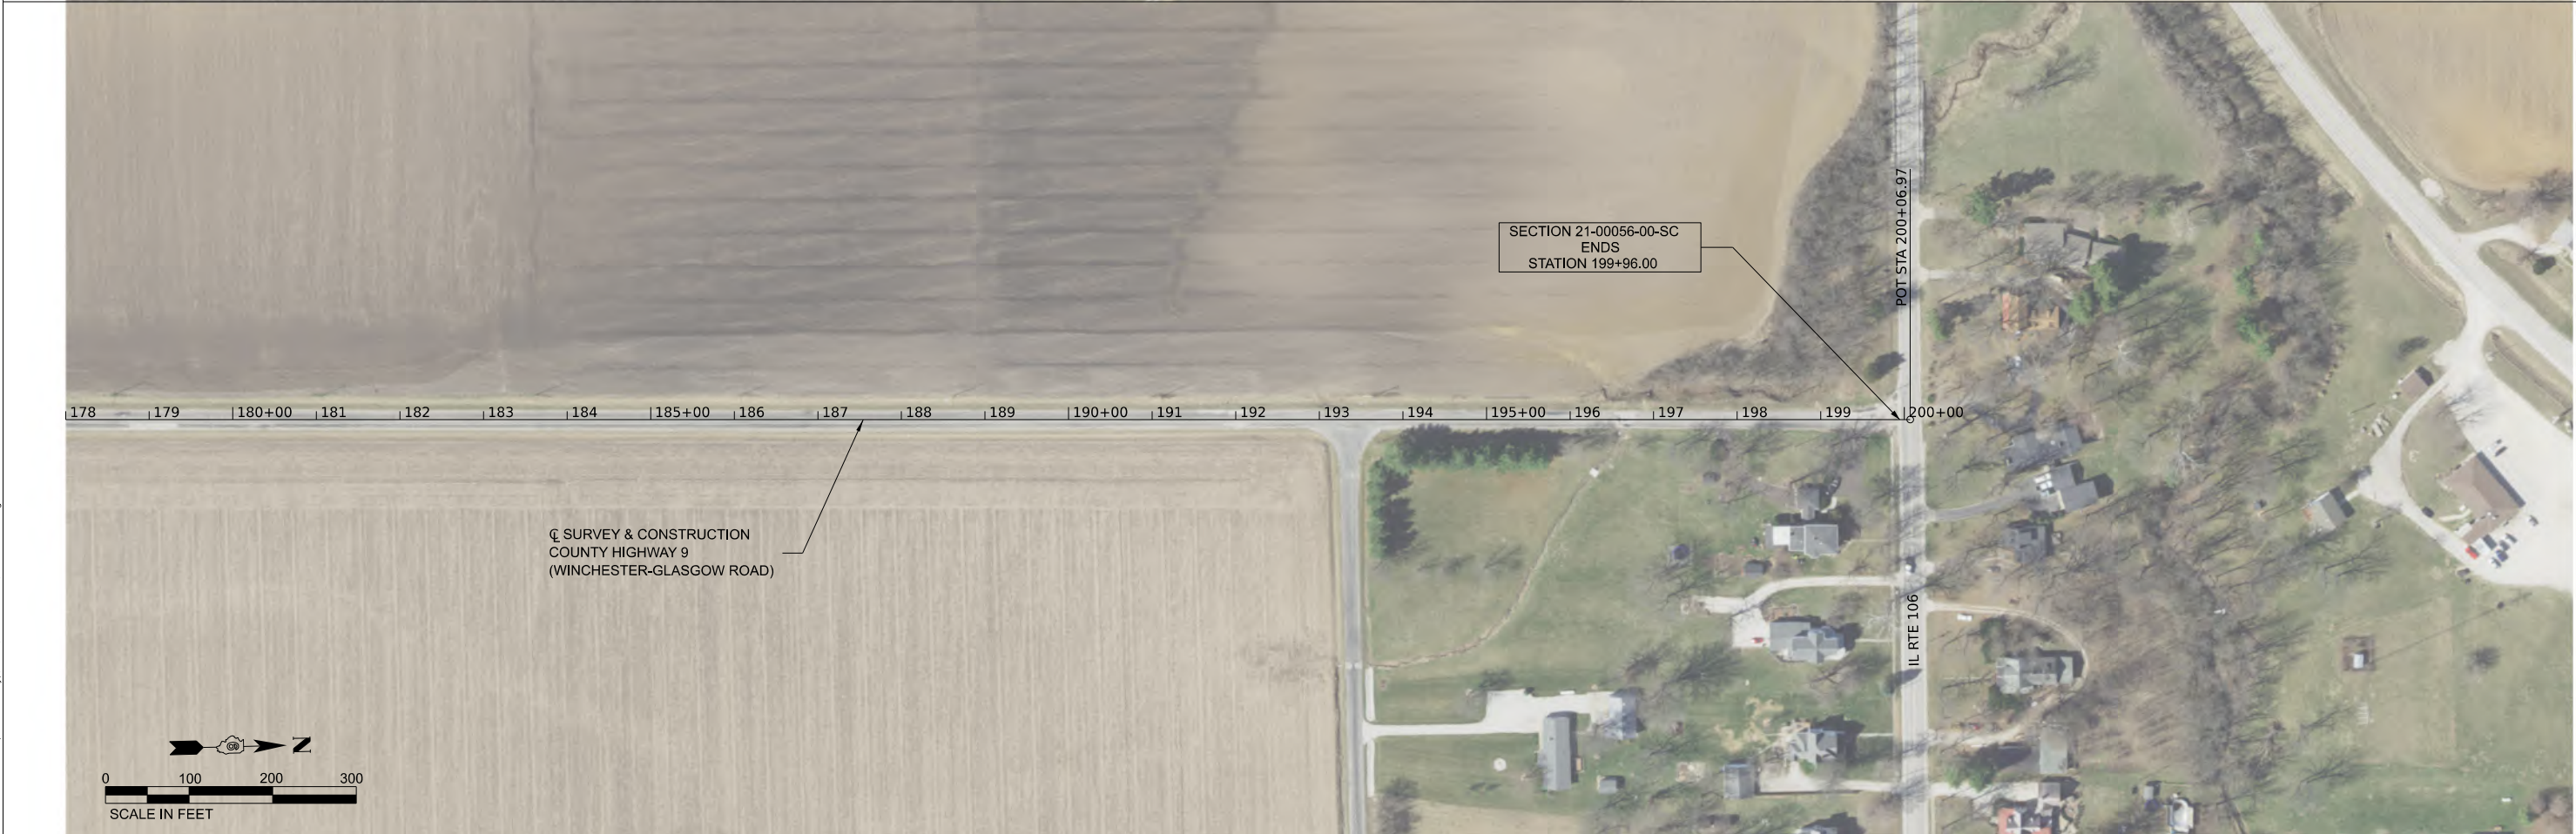 SECTION 21-00056-00-SC
ENDS
STATION 199+96.00
POT STA 200+06.97
178 179 180+00 181 182 183 184 185+00 186 187 188 189 190+00 191 192 193 194 195+00 196 197 198 199 200+00
℄ SURVEY & CONSTRUCTION
COUNTY HIGHWAY 9
(WINCHESTER-GLASGOW ROAD)
IL RTE 106
N
0 100 200 300
SCALE IN FEET